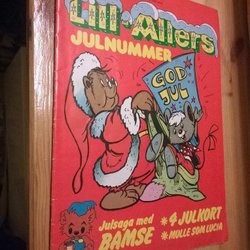 Lill-Allers
JULNUMMER
GOD
JUL
Julsaga med * 4 JULKORT
BAMSE * MULLE SOM LUCIA